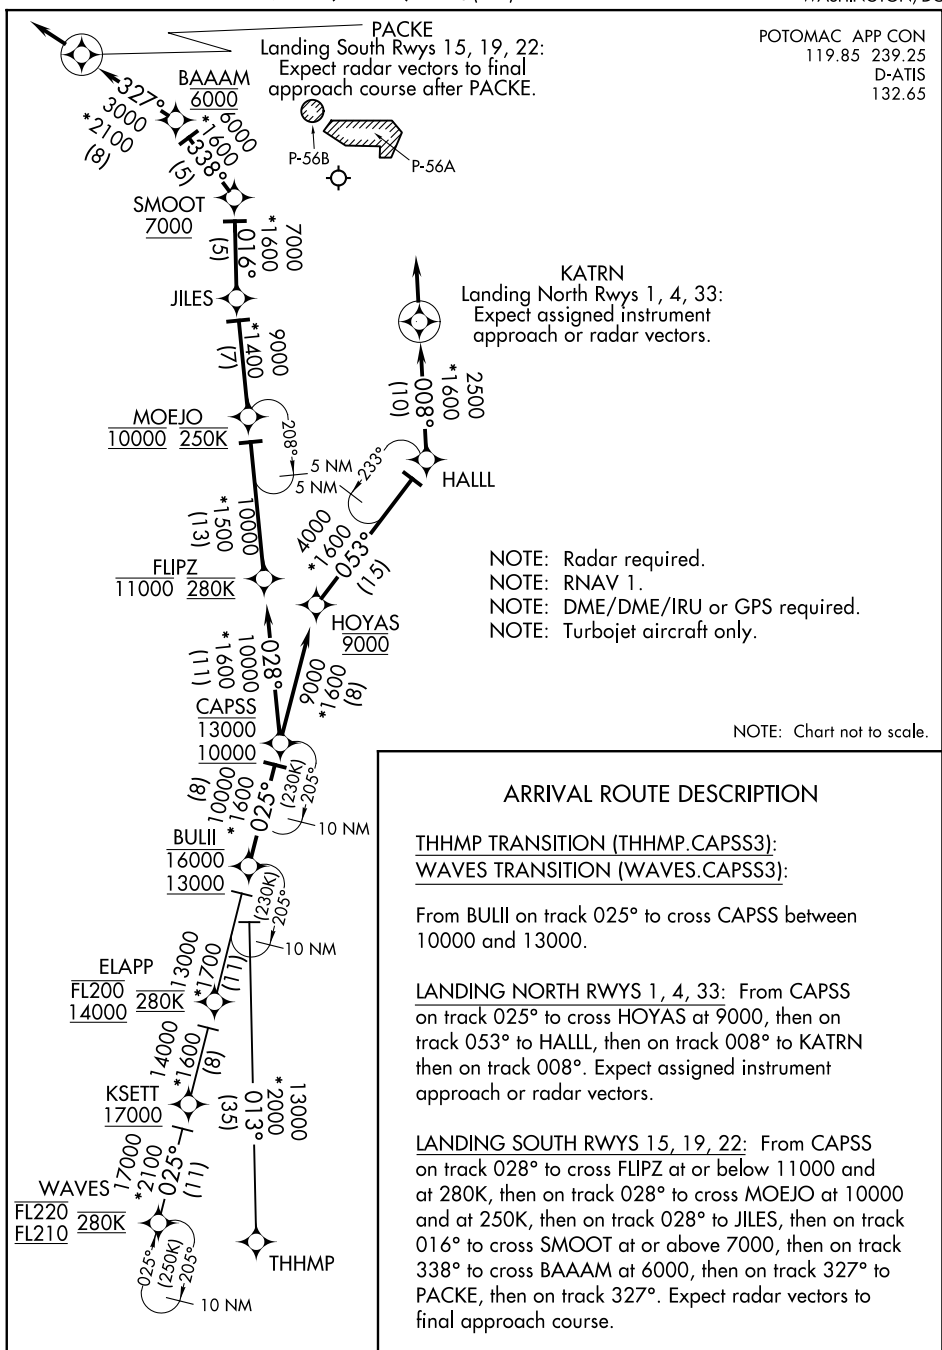 PACKE
Landing South Rwys 15, 19, 22:
Expect radar vectors to final
approach course after PACKE.
POTOMAC APP CON
119.85 239.25
D-ATIS
132.65
BAAAM
6000
327°
3000
*2100
(8)
6000
*1600
338°
(5)
P-56B
P-56A
SMOOT
7000
7000
*1600
016°
(5)
JILES
KATRN
Landing North Rwys 1, 4, 33:
Expect assigned instrument
approach or radar vectors.
9000
*1400
(7)
2500
*1600
008°
(10)
MOEJO
10000 250K
208°
5 NM
5 NM
233°
HALLL
10000
*1500
(13)
4000
*1600
053°
(15)
FLIPZ
11000 280K
NOTE: Radar required.
NOTE: RNAV 1.
NOTE: DME/DME/IRU or GPS required.
NOTE: Turbojet aircraft only.
HOYAS
9000
028°
10000
*1600
(11)
9000
*1600
(8)
CAPSS
13000
10000
NOTE: Chart not to scale.
(230K)
205°
10 NM
10000
*1600
025°
(8)
BULII
16000
13000
(230K)
205°
10 NM
13000
*1700
(11)
ELAPP
FL200
14000 280K
14000
*1600
(8)
13000
*2000
013°
(35)
KSETT
17000
17000
*2100
025°
(11)
WAVES
FL220
FL210 280K
025°
(250K)
205°
10 NM
THHMP
ARRIVAL ROUTE DESCRIPTION
THHMP TRANSITION (THHMP.CAPSS3):
WAVES TRANSITION (WAVES.CAPSS3):
From BULII on track 025° to cross CAPSS between
10000 and 13000.
LANDING NORTH RWYS 1, 4, 33: From CAPSS
on track 025° to cross HOYAS at 9000, then on
track 053° to HALLL, then on track 008° to KATRN
then on track 008°. Expect assigned instrument
approach or radar vectors.
LANDING SOUTH RWYS 15, 19, 22: From CAPSS
on track 028° to cross FLIPZ at or below 11000 and
at 280K, then on track 028° to cross MOEJO at 10000
and at 250K, then on track 028° to JILES, then on track
016° to cross SMOOT at or above 7000, then on track
338° to cross BAAAM at 6000, then on track 327° to
PACKE, then on track 327°. Expect radar vectors to
final approach course.